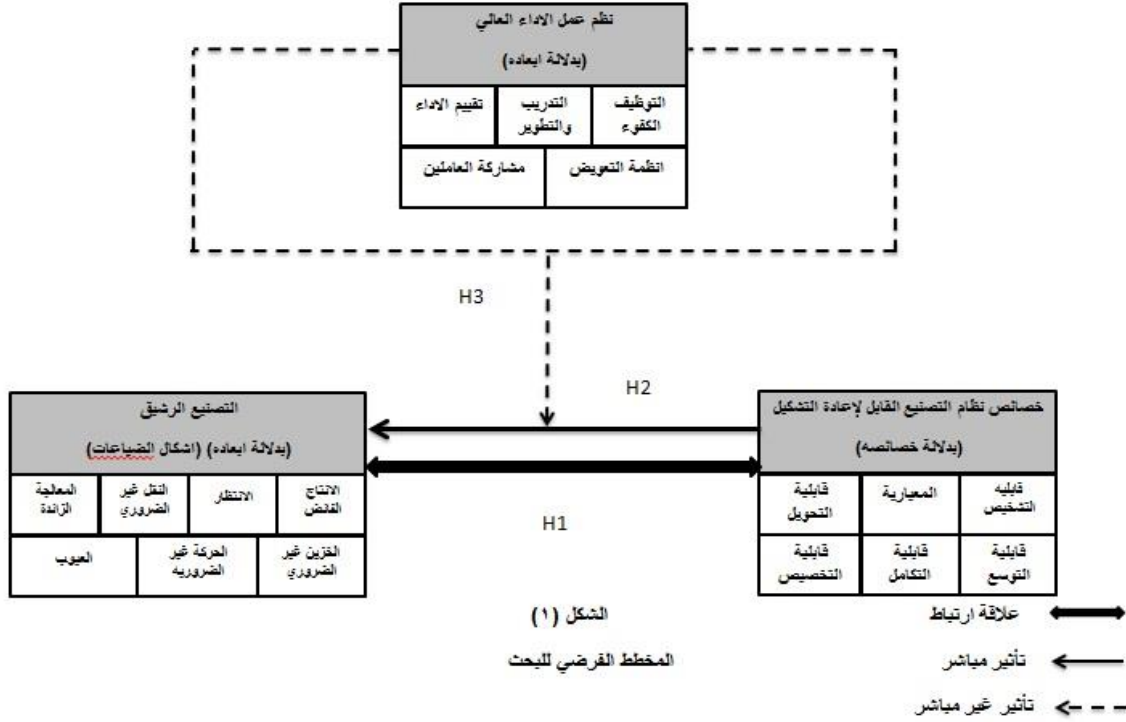 نظم عمل الاداء العالي
(بدلالة ابعاده)
التوظيف
الكفوء
التدريب
والتطوير
تقييم الاداء
انظمة التعويض
مشاركة العاملين
H3
H2
خصائص نظام التصنيع القابل لإعادة التشكيل
(بدلالة خصائصه)
قابليه
التشخيص
المعيارية
قابلية
التحويل
قابلية
التوسع
قابلية
التكامل
قابلية
التخصيص
التصنيع الرشيق
(بدلالة ابعاده) (اشكال الضياعات)
الانتاج
الفائض
الانتظار
النقل غير
الضروري
المعالجة
الزائدة
الخزين غير
الضروري
الحركة غير
الضروريه
العيوب
H1
علاقة ارتباط
تأثير مباشر
تأثير غير مباشر
الشكل (١)
المخطط الفرضي للبحث